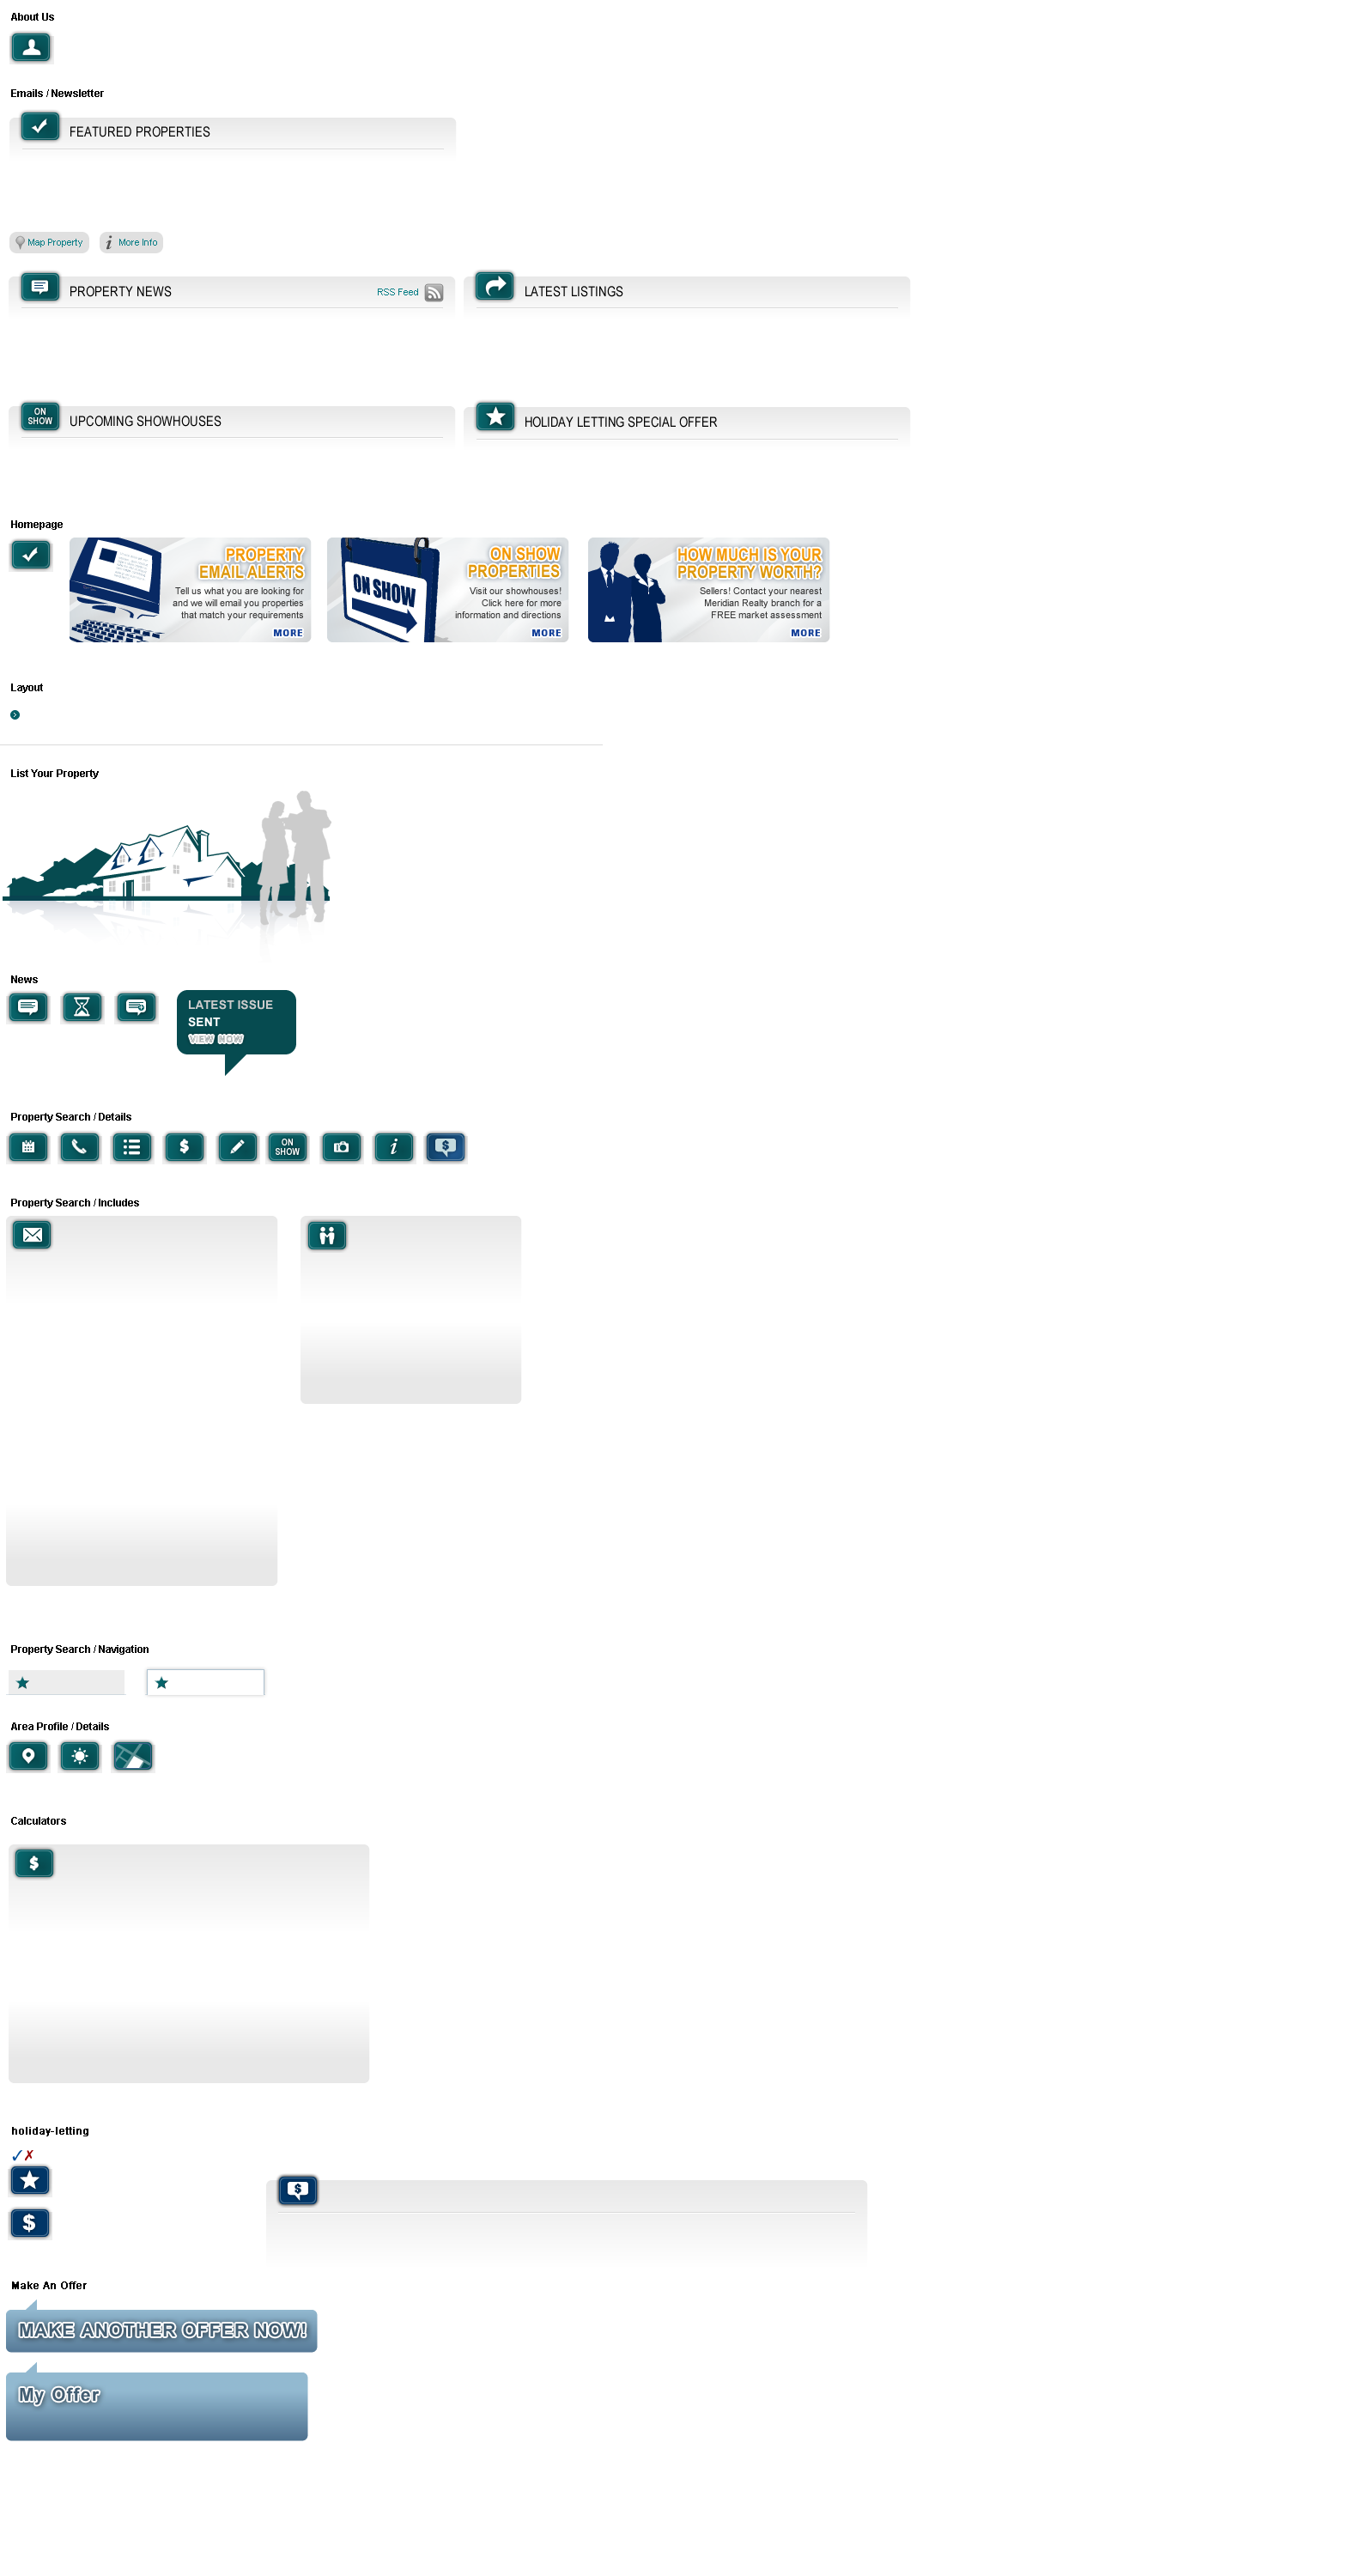 About Us
Emails / Newsletter
FEATURED PROPERTIES
Map Property
More Info
PROPERTY NEWS
RSS Feed
LATEST LISTINGS
ON
SHOW
UPCOMING SHOWHOUSES
HOLIDAY LETTING SPECIAL OFFER
Homepage
PROPERTY
EMAIL ALERTS
Tell us what you are looking for
and we will email you properties
that match your requirements
MORE
ON SHOW
ON SHOW
PROPERTIES
Visit our showhouses!
Click here for more
information and directions
MORE
HOW MUCH IS YOUR
PROPERTY WORTH?
Sellers! Contact your nearest
Meridian Realty branch for a
FREE market assessment
MORE
Layout
List Your Property
News
LATEST ISSUE
SENT
VIEW NOW
Property Search / Details
$
ON
SHOW
i
$
Property Search / Includes
Property Search / Navigation
Area Profile / Details
Calculators
$
holiday-letting
$
$
Make An Offer
MAKE ANOTHER OFFER NOW!
My Offer